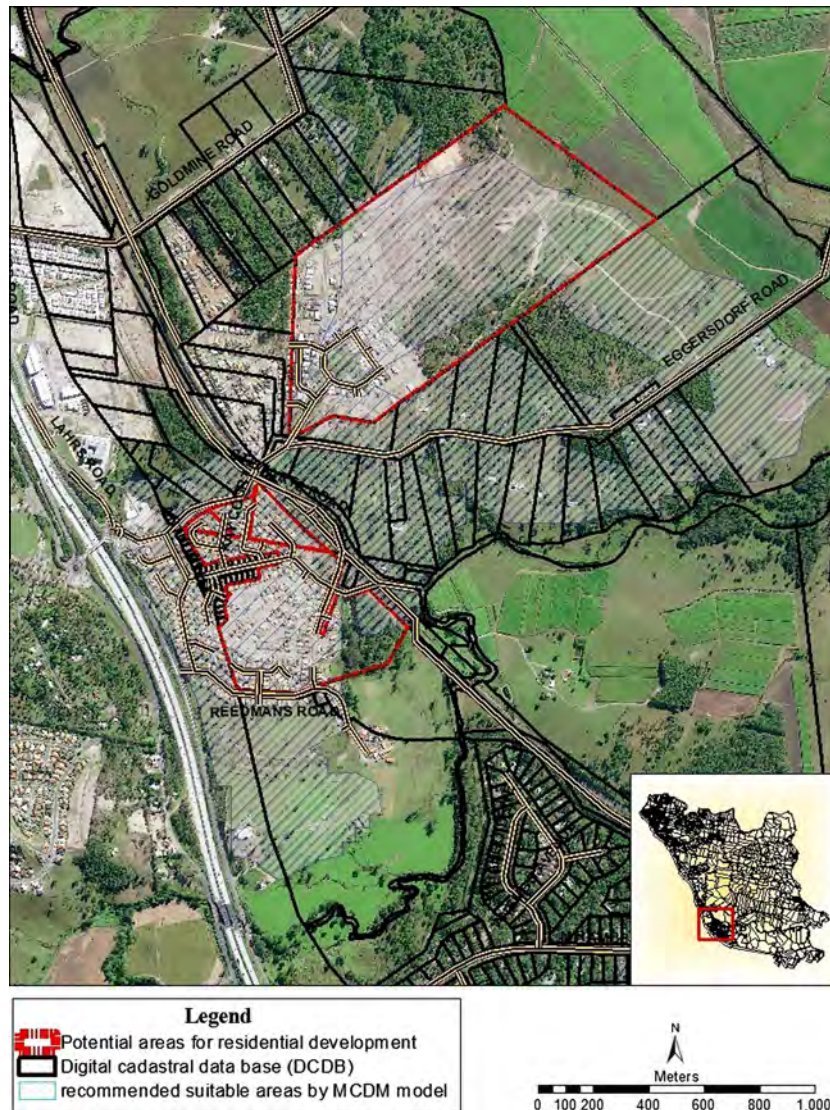 GOLDMINE ROAD
EGGERSDORF ROAD
LAHRS ROAD
REEDMANS ROAD
Legend
Potential areas for residential development
Digital cadastral data base (DCDB)
recommended suitable areas by MCDM model
N
Meters
0 100 200 400 600 800 1.000